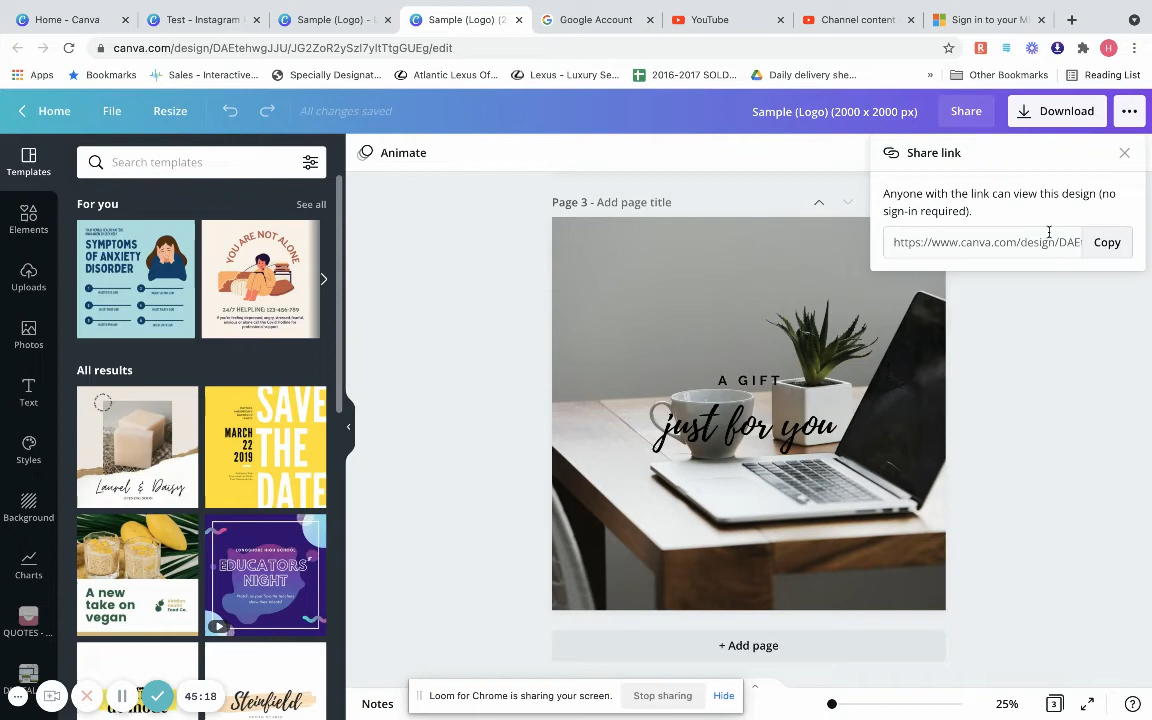 Home - Canva
Test - Instagram
Sample (Logo) -
Sample (Logo) (2
Google Account
YouTube
Channel content
Sign in to your M
canva.com/design/DAEtehwgJJU/JG2ZoR2ySzl7yltTtgGUEg/edit
Apps
Bookmarks
Sales - Interactive...
Specially Designat...
Atlantic Lexus Of...
Lexus - Luxury Se...
2016-2017 SOLD...
Daily delivery she...
»
Other Bookmarks
Reading List
Home
File
Resize
All changes saved
Sample (Logo) (2000 x 2000 px)
Share
Download
Templates
Elements
Uploads
Photos
Text
Styles
Background
Charts
QUOTES - ...
Search templates
For you
See all
SYMPTOMS
OF ANXIETY
DISORDER
YOU ARE NOT
ALONE
24/7 HELPLINE: 123-456-789
All results
Laurel & Daisy
MARCH
22
2019
SAVE
THE
DATE
A new
take on
vegan
LONGSHORE HIGH SCHOOL
EDUCATORS'
NIGHT
Steinfield
Animate
Page 3 - Add page title
A GIFT
just for you
+ Add page
Share link
Anyone with the link can view this design (no
sign-in required).
https://www.canva.com/design/DAE
Copy
45:18
Notes
Loom for Chrome is sharing your screen.
Stop sharing
Hide
25%
3